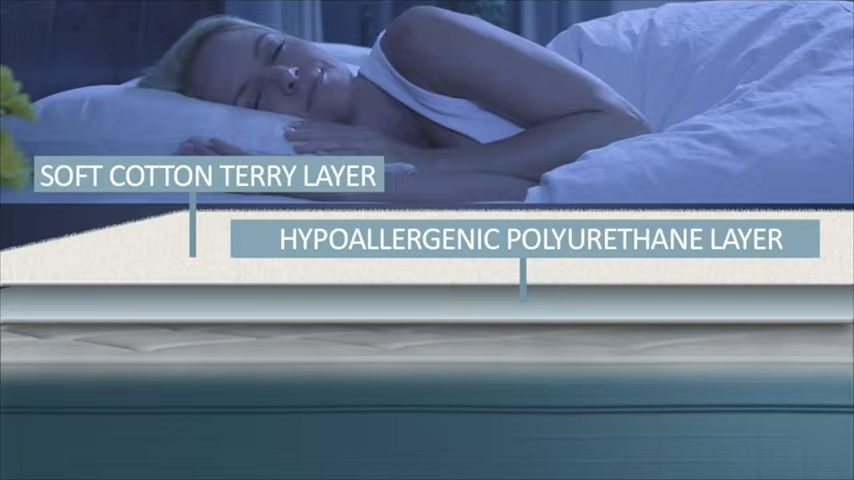 SOFT COTTON TERRY LAYER
HYPOALLERGENIC POLYURETHANE LAYER